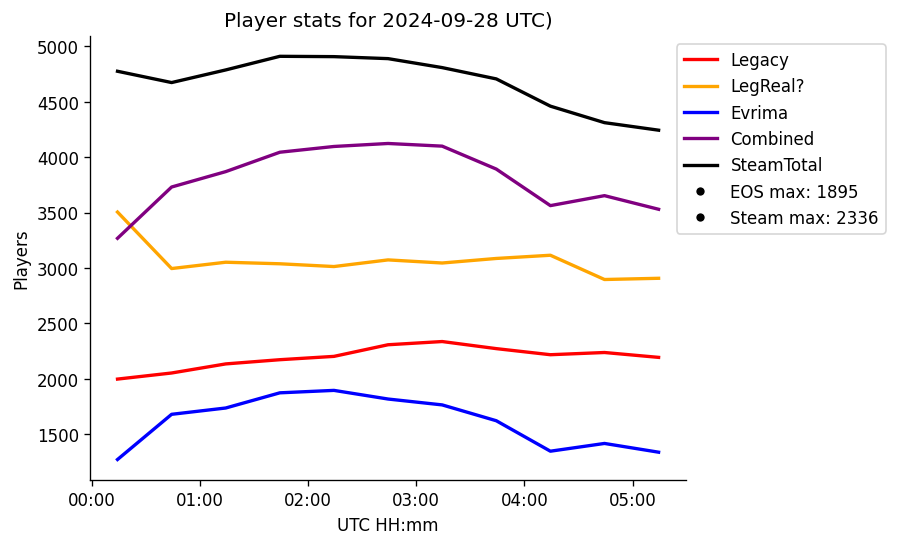 Player stats for 2024-09-28 UTC)
5000
4500
4000
3500
3000
2500
2000
1500
Players
00:00 01:00 02:00 03:00 04:00 05:00
UTC HH:mm
Legacy
LegReal?
Evrima
Combined
SteamTotal
EOS max: 1895
Steam max: 2336